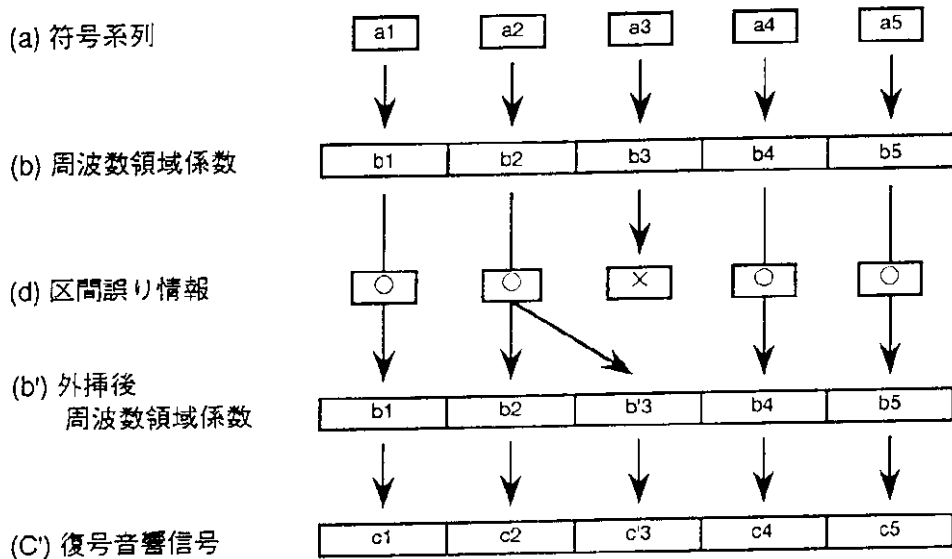 (a) 符号系列 a1 a2 a3 a4 a5
(b) 周波数領域係数 b1 b2 b3 b4 b5
(d) 区間誤り情報 ○ ○ × ○ ○
(b') 外挿後
周波数領域係数 b1 b2 b'3 b4 b5
(C') 復号音響信号 c1 c2 c'3 c4 c5